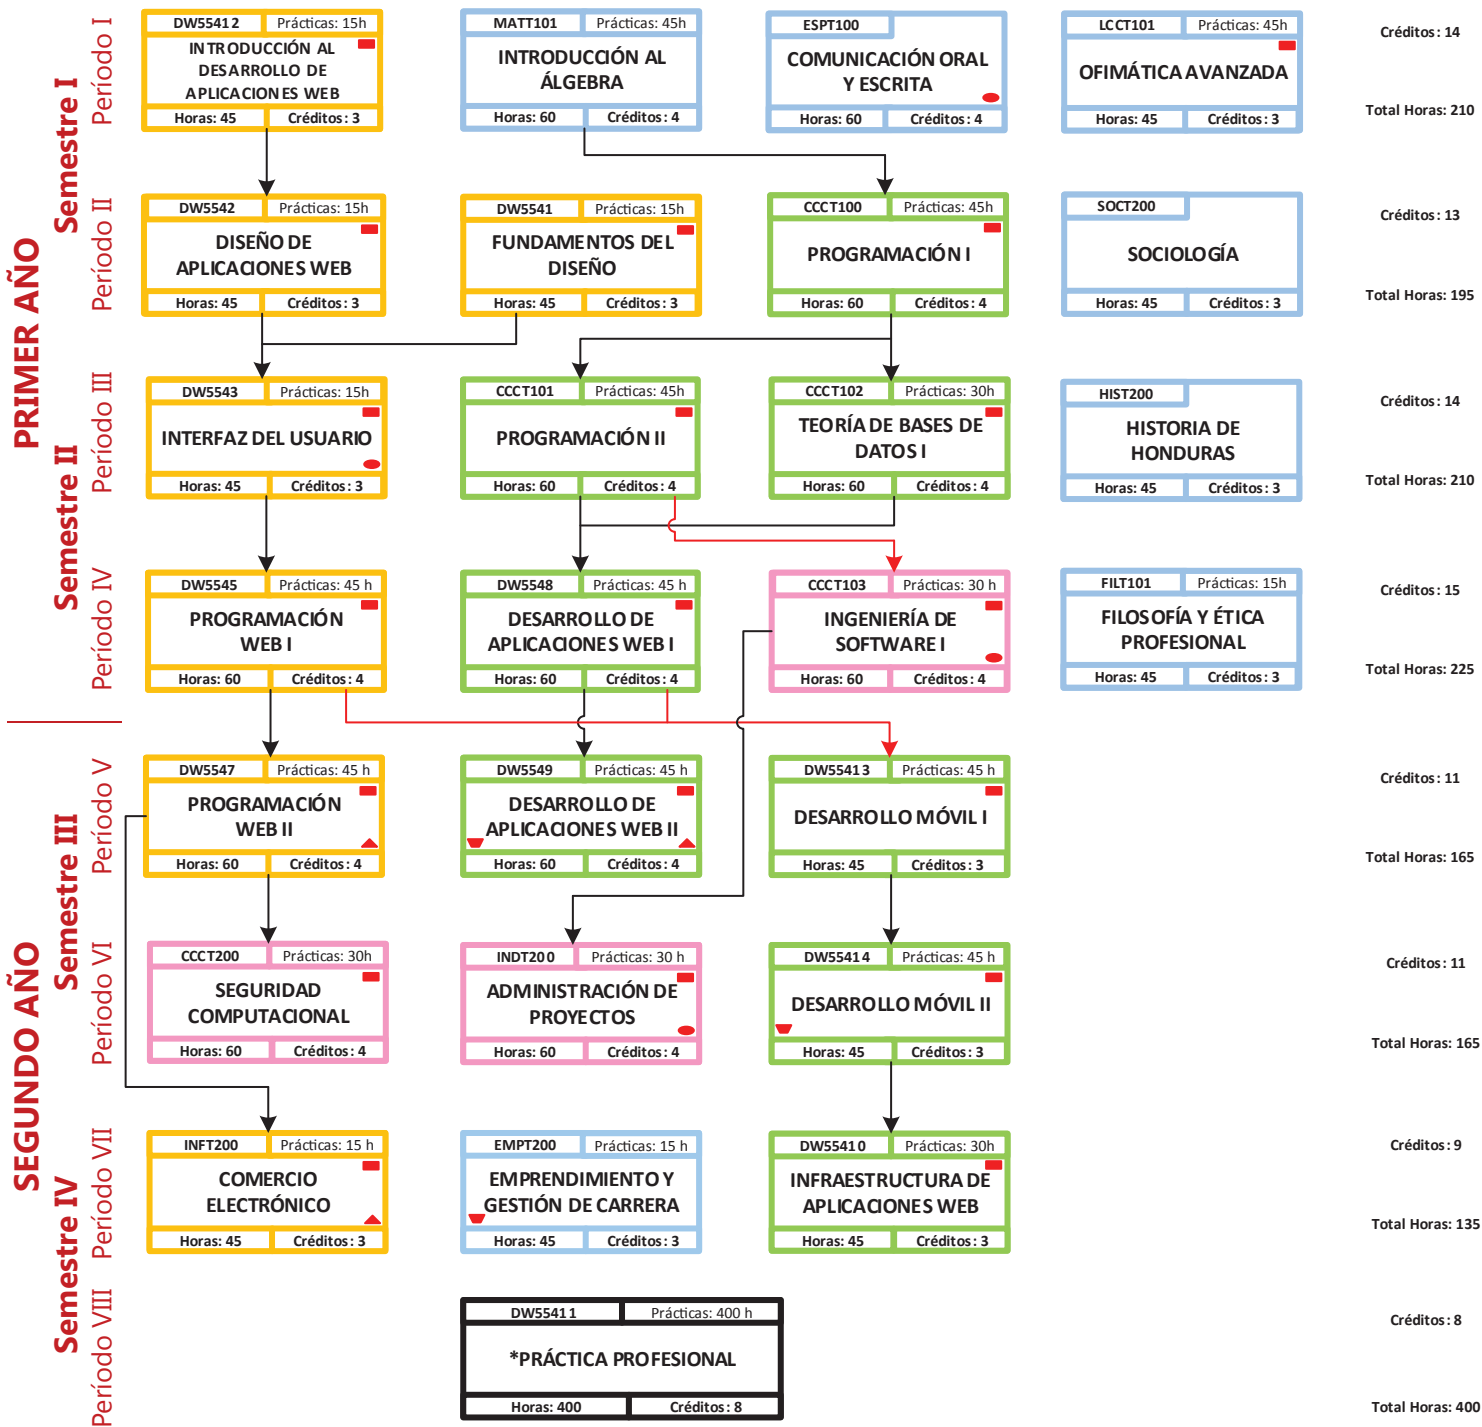 PRIMER AÑO
SEGUNDO AÑO
Semestre I
Semestre II
Semestre III
Semestre IV
Período I
DW55412
Prácticas: 15h
INTRODUCCIÓN AL
DESARROLLO DE
APLICACIONES WEB
Horas: 45
Créditos: 3
MATT101
Prácticas: 45h
INTRODUCCIÓN AL
ÁLGEBRA
Horas: 60
Créditos: 4
ESPT100
COMUNICACIÓN ORAL
Y ESCRITA
Horas: 60
Créditos: 4
LCCT101
Prácticas: 45h
OFIMÁTICA AVANZADA
Horas: 45
Créditos: 3
Créditos: 14
Total Horas: 210
Período II
DW5542
Prácticas: 15h
DISEÑO DE
APLICACIONES WEB
Horas: 45
Créditos: 3
DW5541
Prácticas: 15h
FUNDAMENTOS DEL
DISEÑO
Horas: 45
Créditos: 3
CCCT100
Prácticas: 45h
PROGRAMACIÓN I
Horas: 60
Créditos: 4
SOCT200
SOCIOLOGÍA
Horas: 45
Créditos: 3
Créditos: 13
Total Horas: 195
Período III
DW5543
Prácticas: 15h
INTERFAZ DEL USUARIO
Horas: 45
Créditos: 3
CCCT101
Prácticas: 45h
PROGRAMACIÓN II
Horas: 60
Créditos: 4
CCCT102
Prácticas: 30h
TEORÍA DE BASES DE
DATOS I
Horas: 60
Créditos: 4
HIST200
HISTORIA DE
HONDURAS
Horas: 45
Créditos: 3
Créditos: 14
Total Horas: 210
Período IV
DW5545
Prácticas: 45 h
PROGRAMACIÓN
WEB I
Horas: 60
Créditos: 4
DW5548
Prácticas: 45 h
DESARROLLO DE
APLICACIONES WEB I
Horas: 60
Créditos: 4
CCCT103
Prácticas: 30 h
INGENIERÍA DE
SOFTWARE I
Horas: 60
Créditos: 4
FILT101
Prácticas: 15h
FILOSOFÍA Y ÉTICA
PROFESIONAL
Horas: 45
Créditos: 3
Créditos: 15
Total Horas: 225
Período V
DW5547
Prácticas: 45 h
PROGRAMACIÓN
WEB II
Horas: 60
Créditos: 4
DW5549
Prácticas: 45 h
DESARROLLO DE
APLICACIONES WEB II
Horas: 60
Créditos: 4
DW55413
Prácticas: 45 h
DESARROLLO MÓVIL I
Horas: 45
Créditos: 3
Créditos: 11
Total Horas: 165
Período VI
CCCT200
Prácticas: 30h
SEGURIDAD
COMPUTACIONAL
Horas: 60
Créditos: 4
INDT200
Prácticas: 30 h
ADMINISTRACIÓN DE
PROYECTOS
Horas: 60
Créditos: 4
DW55414
Prácticas: 45 h
DESARROLLO MÓVIL II
Horas: 45
Créditos: 3
Créditos: 11
Total Horas: 165
Período VII
INFT200
Prácticas: 15 h
COMERCIO
ELECTRÓNICO
Horas: 45
Créditos: 3
EMPT200
Prácticas: 15 h
EMPRENDIMIENTO Y
GESTIÓN DE CARRERA
Horas: 45
Créditos: 3
DW55410
Prácticas: 30h
INFRAESTRUCTURA DE
APLICACIONES WEB
Horas: 45
Créditos: 3
Créditos: 9
Total Horas: 135
Período VIII
DW55411
Prácticas: 400 h
*PRÁCTICA PROFESIONAL
Horas: 400
Créditos: 8
Créditos: 8
Total Horas: 400